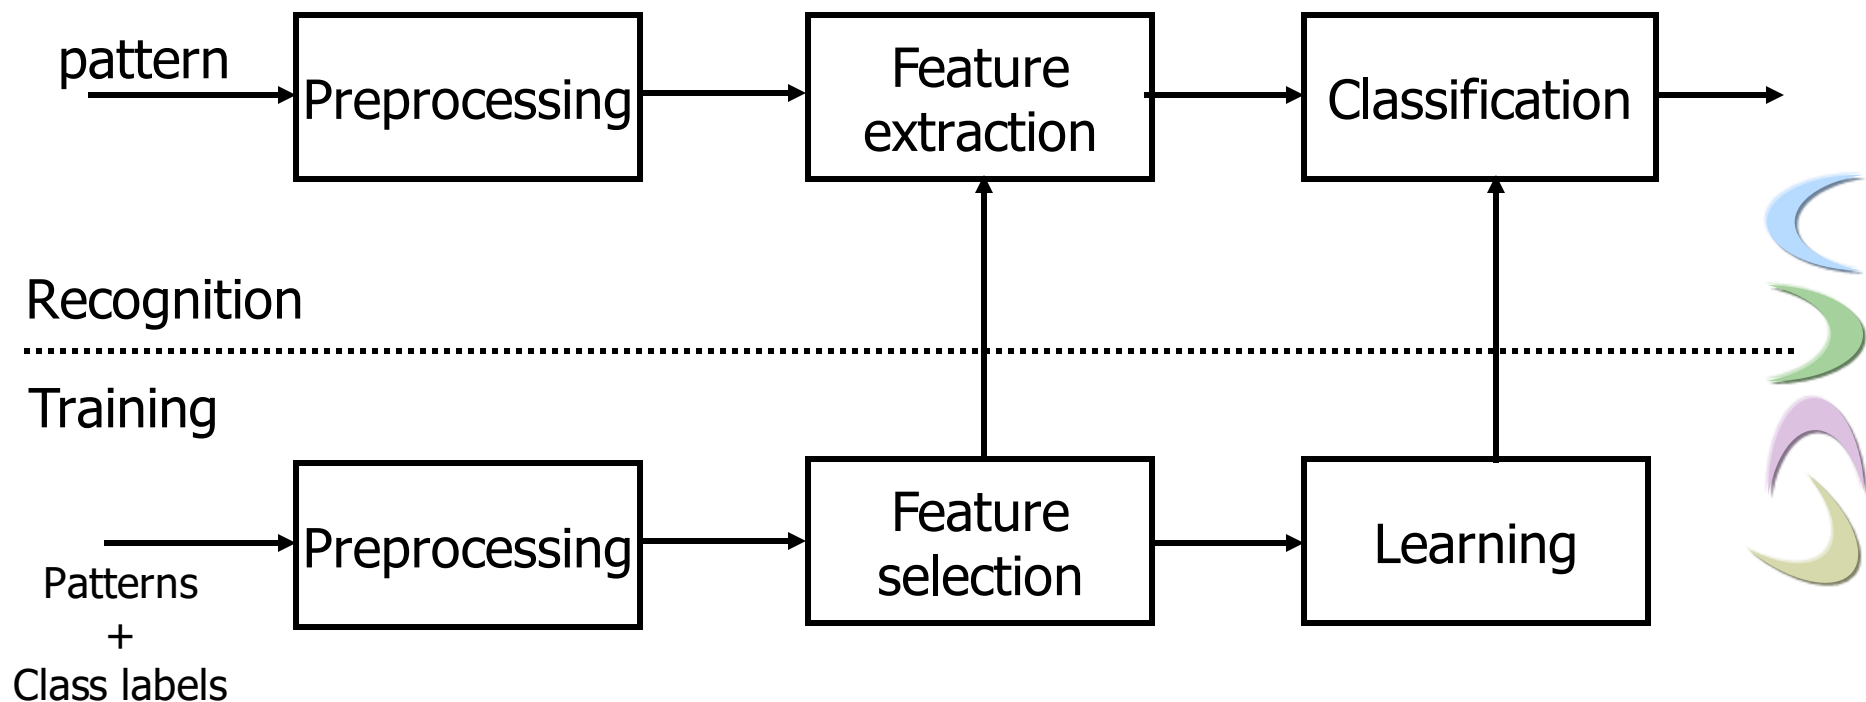 pattern
Preprocessing
Feature
extraction
Classification
Recognition
Training
Preprocessing
Feature
selection
Learning
Patterns
+
Class labels